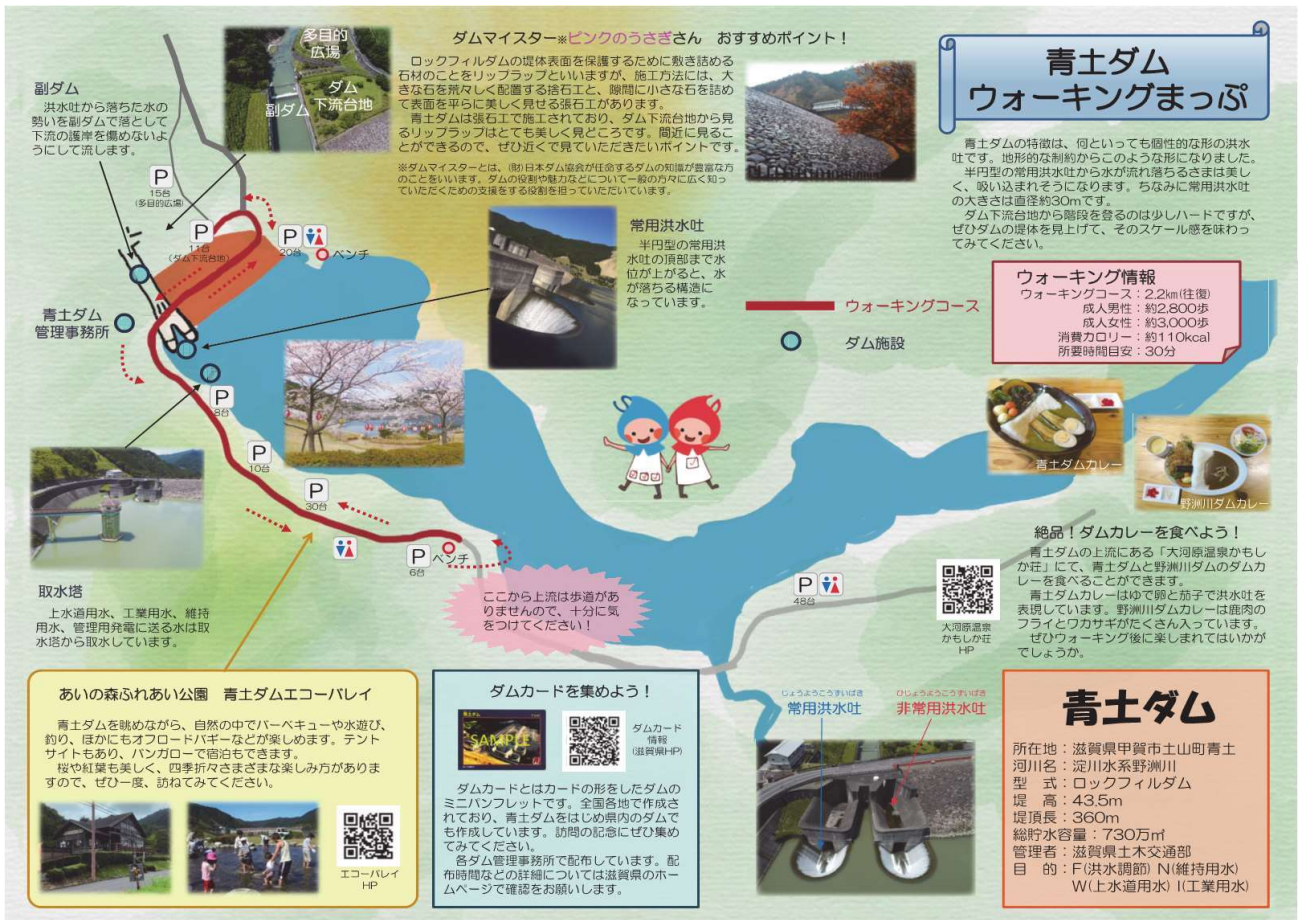 青土ダム
ウォーキングまっぷ
青土ダムの特徴は、何といっても個性的な形の洪水
吐です。地形的な制約からこのような形になりました。
半円型の常用洪水吐から水が流れ落ちるさまは美し
く、吸い込まれそうになります。ちなみに常用洪水吐
の大きさは直径約30mです。
ダム下流台地から階段を登るのは少しハードですが、
ぜひダムの堤体を見上げて、そのスケール感を味わっ
てみてください。
ダムマイスター※ピンクのうさぎさん おすすめポイント！
ロックフィルダムの堤体表面を保護するために敷き詰める
石材のことをリップラップといいますが、施工方法には、大
きな石を荒々しく配置する捨石工と、隙間に小さな石を詰め
て表面を平らに美しく見せる張石工があります。
青土ダムは張石工で施工されており、ダム下流台地から見
るリップラップはとても美しく見どころです。間近に見るこ
とができるので、ぜひ近くで見ていただきたいポイントです。
※ダムマイスターとは、(財)日本ダム協会が任命するダムの知識が豊富な方
のことをいいます。ダムの役割や魅力などについて一般の方々に広く知っ
ていただくための支援をする役割を担っていただいています。
多目的
広場
ダム
下流台地
副ダム
副ダム
洪水吐から落ちた水の
勢いを副ダムで落として
下流の護岸を傷めないよ
うにして流します。
P
15台
(多目的広場)
P
11台
(ダム下流台地)
P
20台
ベンチ
常用洪水吐
半円型の常用洪
水吐の頂部まで水
位が上がると、水
が落ちる構造に
なっています。
ウォーキングコース
ダム施設
ウォーキング情報
ウォーキングコース：2.2km(往復)
成人男性：約2,800歩
成人女性：約3,000歩
消費カロリー：約110kcal
所要時間目安：30分
青土ダム
管理事務所
P
8台
P
10台
P
30台
P
6台
ベンチ
P
48台
取水塔
上水道用水、工業用水、維持
用水、管理用発電に送る水は取
水塔から取水しています。
ここから上流は歩道があ
りませんので、十分に気
をつけてください！
青土ダムカレー
野洲川ダムカレー
絶品！ダムカレーを食べよう！
青土ダムの上流にある「大河原温泉かもし
か荘」にて、青土ダムと野洲川ダムのダムカ
レーを食べることができます。
青土ダムカレーはゆで卵と茄子で洪水吐を
表現しています。野洲川ダムカレーは鹿肉の
フライとワカサギがたくさん入っています。
ぜひウォーキング後に楽しまれてはいかが
でしょうか。
大河原温泉
かもしか荘
HP
あいの森ふれあい公園 青土ダムエコーバレイ
青土ダムを眺めながら、自然の中でバーベキューや水遊び、
釣り、ほかにもオフロードバギーなどが楽しめます。テント
サイトもあり、バンガローで宿泊もできます。
桜や紅葉も美しく、四季折々さまざまな楽しみ方がありま
すので、ぜひ一度、訪ねてみてください。
エコーバレイ
HP
ダムカードを集めよう！
SAMPLE
ダムカード
情報
(滋賀県HP)
ダムカードとはカードの形をしたダムの
ミニパンフレットです。全国各地で作成さ
れており、青土ダムをはじめ県内のダムで
も作成しています。訪問の記念にぜひ集め
てみてください。
各ダム管理事務所で配布しています。配
布時間などの詳細については滋賀県のホー
ムページで確認をお願いします。
じょうようこうずいばき
常用洪水吐
ひじょうようこうずいばき
非常用洪水吐
青土ダム
所在地：滋賀県甲賀市土山町青土
河川名：淀川水系野洲川
型 式：ロックフィルダム
堤 高：43.5m
堤頂長：360m
総貯水容量：730万㎥
管理者：滋賀県土木交通部
目 的：F(洪水調節) N(維持用水)
W(上水道用水) I(工業用水)